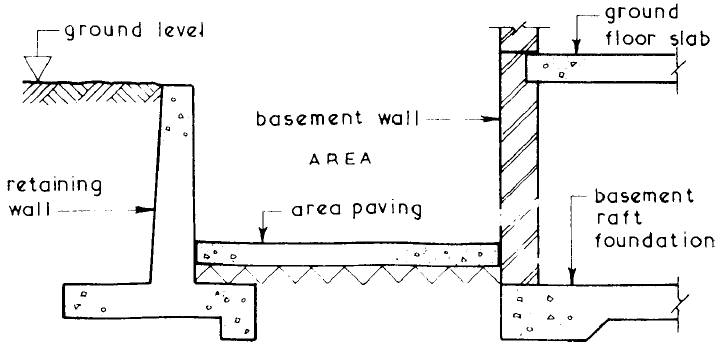 ground level
ground
floor slab
basement wall
AREA
retaining
wall
area paving
basement
raft
foundation